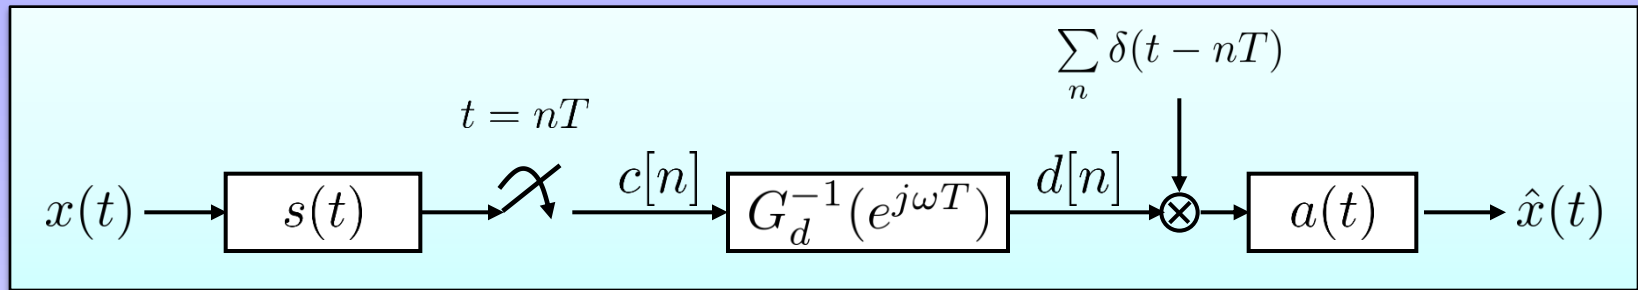 ∑ₙ δ(t − nT)
t = nT
x(t) s(t) c[n] G_d^{-1}(e^{jωT}) d[n] ⊗ a(t) x̂(t)